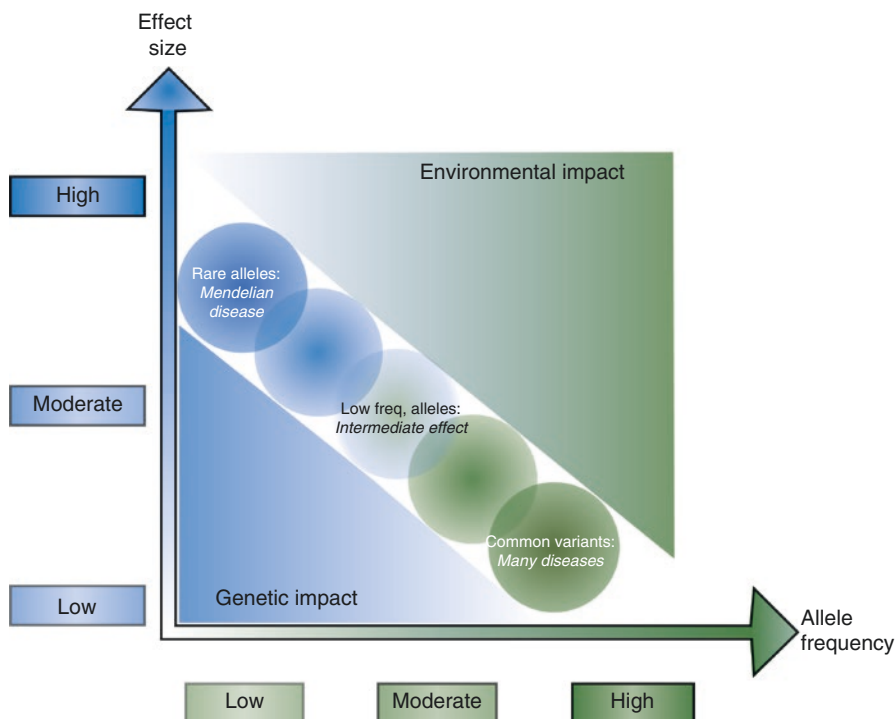 Effect
size
High
Environmental impact
Rare alleles:
Mendelian
disease
Moderate
Low freq, alleles:
Intermediate effect
Common variants:
Many diseases
Low
Genetic impact
Allele
frequency
Low
Moderate
High